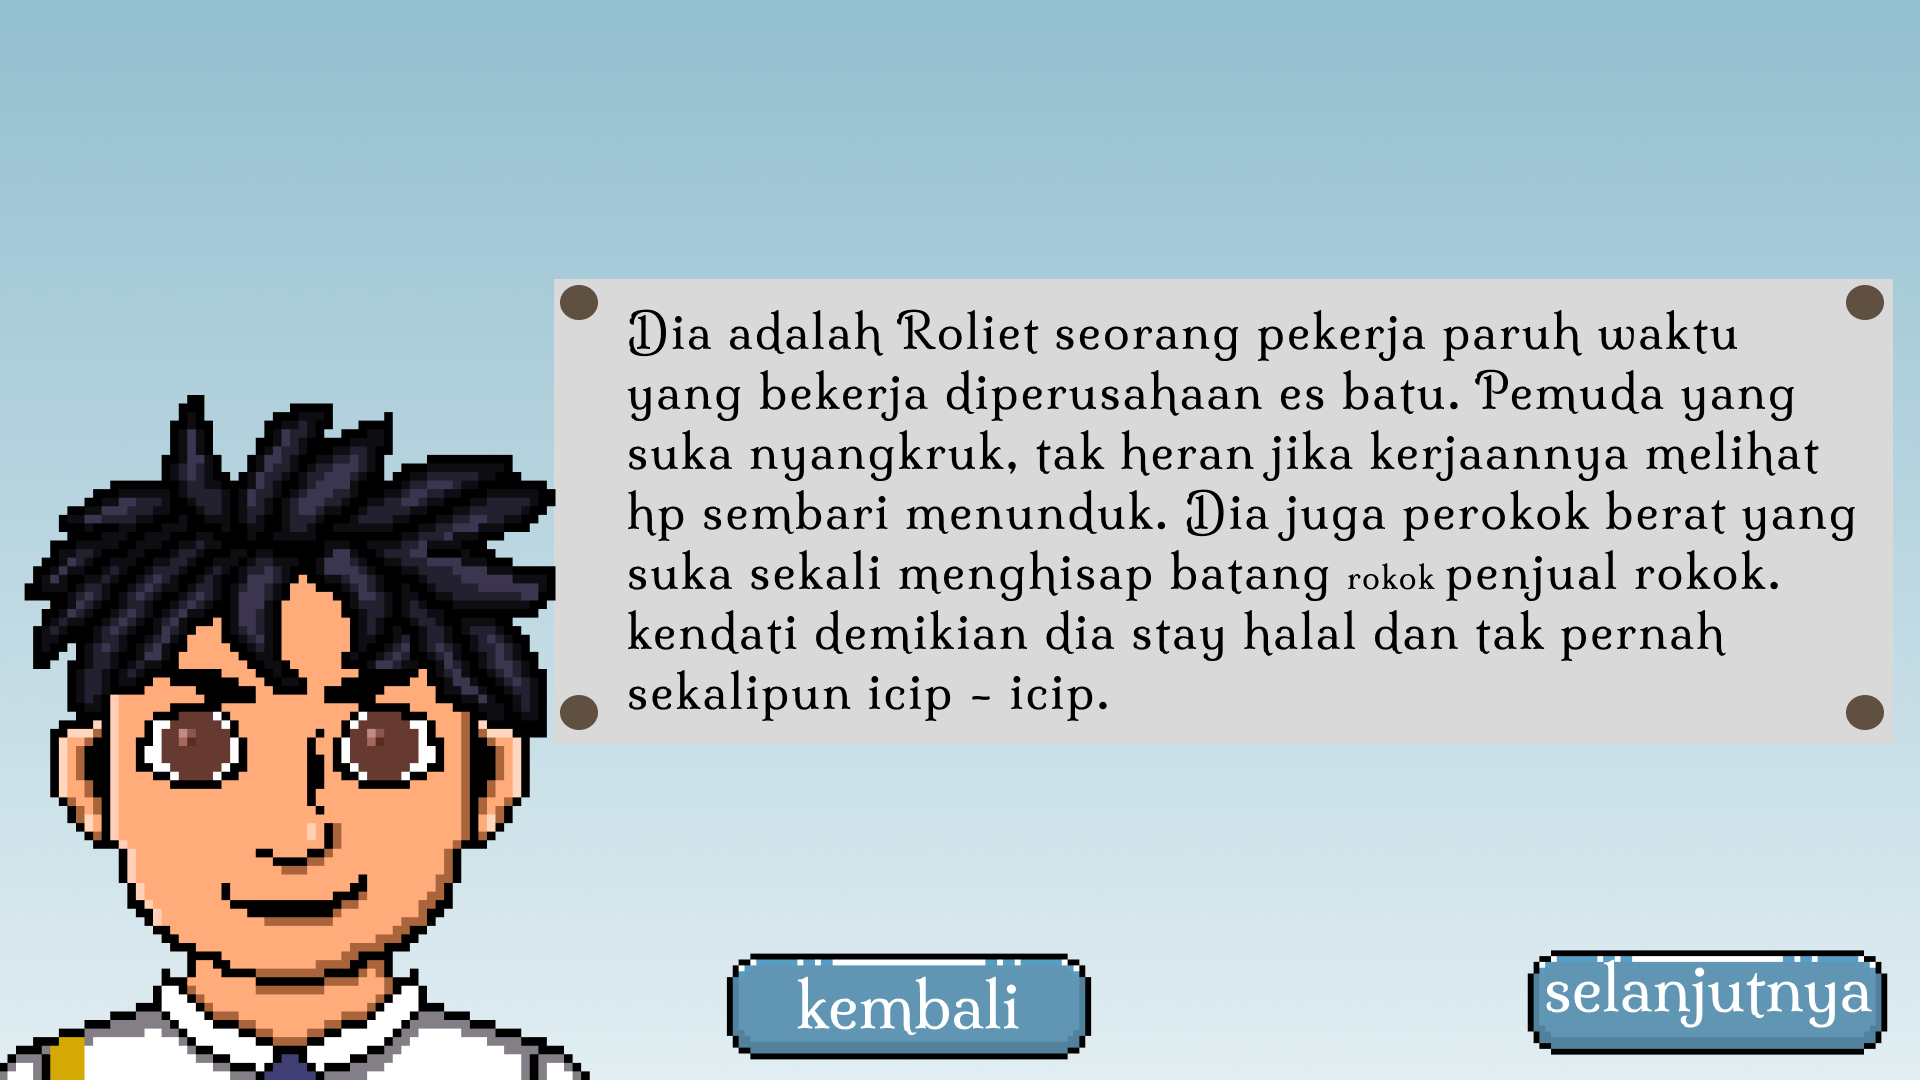 Dia adalah Roliet seorang pekerja paruh waktu
yang bekerja diperusahaan es batu. Pemuda yang
suka nyangkruk, tak heran jika kerjaannya melihat
hp sembari menunduk. Dia juga perokok berat yang
suka sekali menghisap batang rokok penjual rokok.
kendati demikian dia stay halal dan tak pernah
sekalipun icip - icip.
kembali
selanjutnya